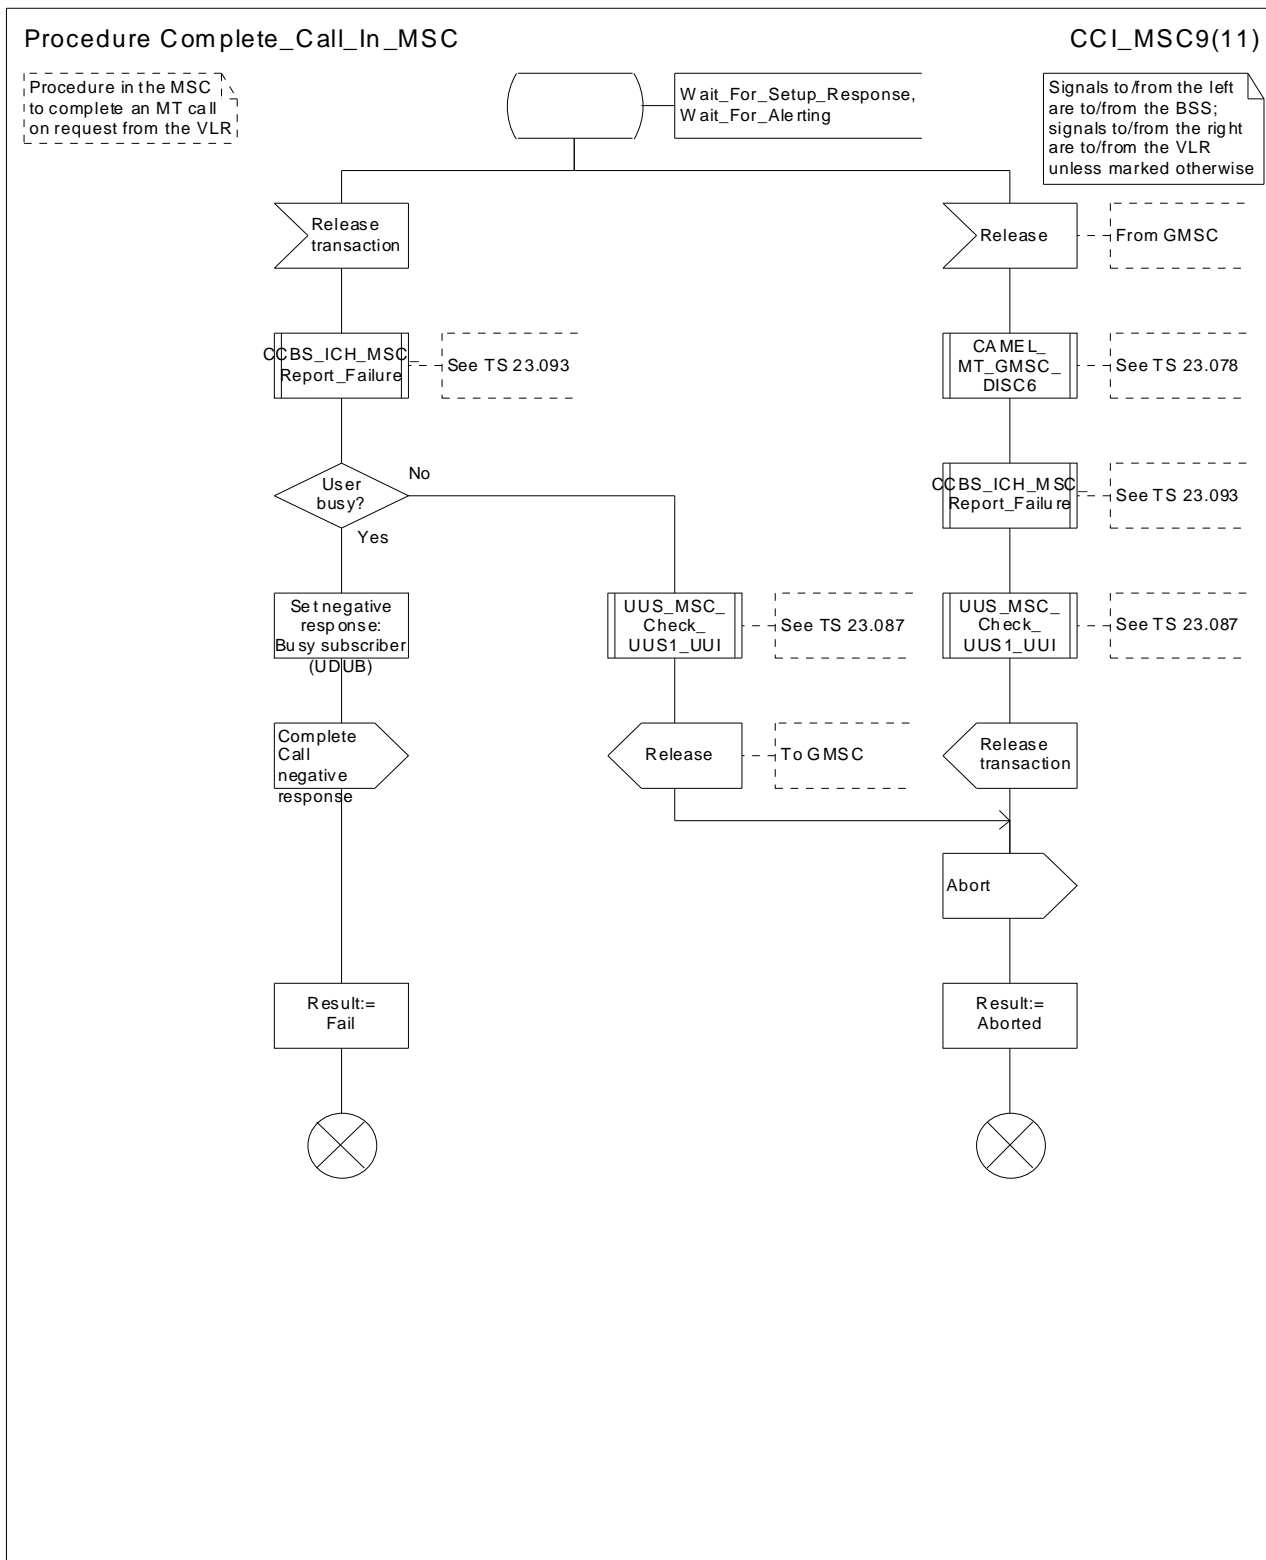 Procedure Complete_Call_In_MSC
CCI_MSC9(11)
Procedure in the MSC
to complete an MT call
on request from the VLR
Wait_For_Setup_Response,
Wait_For_Alerting
Signals to/from the left
are to/from the BSS;
signals to/from the right
are to/from the VLR
unless marked otherwise
Release
transaction
Release
From GMSC
CCBS_ICH_MSC_
Report_Failure
See TS 23.093
CAMEL_
MT_GMSC_
DISC6
See TS 23.078
User
busy?
No
Yes
CCBS_ICH_MSC_
Report_Failure
See TS 23.093
Set negative
response:
Busy subscriber
(UDUB)
UUS_MSC_
Check_
UUS1_UUI
See TS 23.087
UUS_MSC_
Check_
UUS1_UUI
See TS 23.087
Complete
Call
negative
response
Release
To GMSC
Release
transaction
Abort
Result:=
Fail
Result:=
Aborted